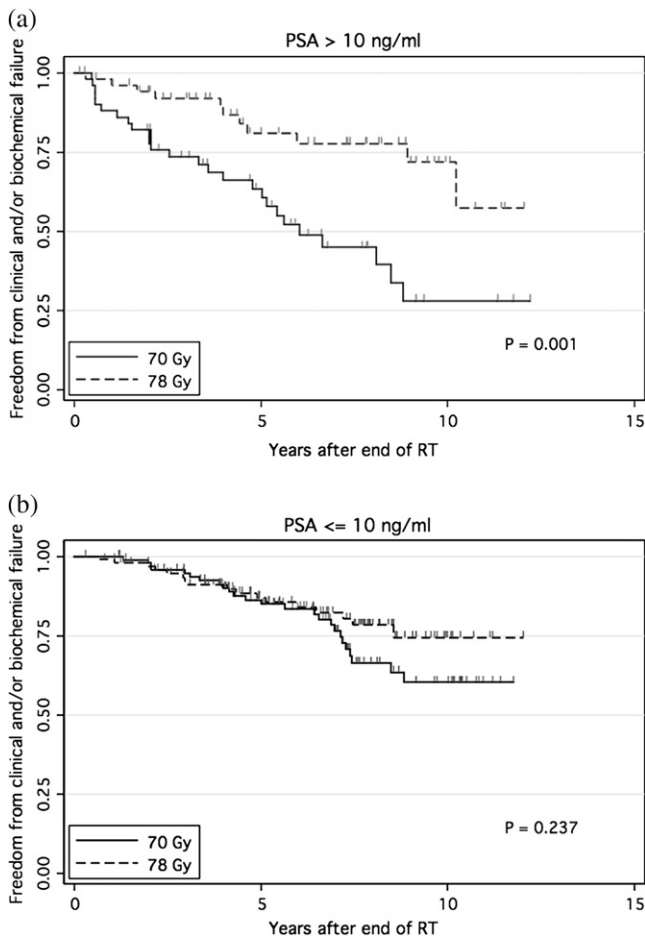 (a)
PSA > 10 ng/ml
Freedom from clinical and/or biochemical failure
1.00
0.75
0.50
0.25
0.00
P = 0.001
70 Gy
78 Gy
0 5 10 15
Years after end of RT
(b)
PSA <= 10 ng/ml
Freedom from clinical and/or biochemical failure
1.00
0.75
0.50
0.25
0.00
P = 0.237
70 Gy
78 Gy
0 5 10 15
Years after end of RT